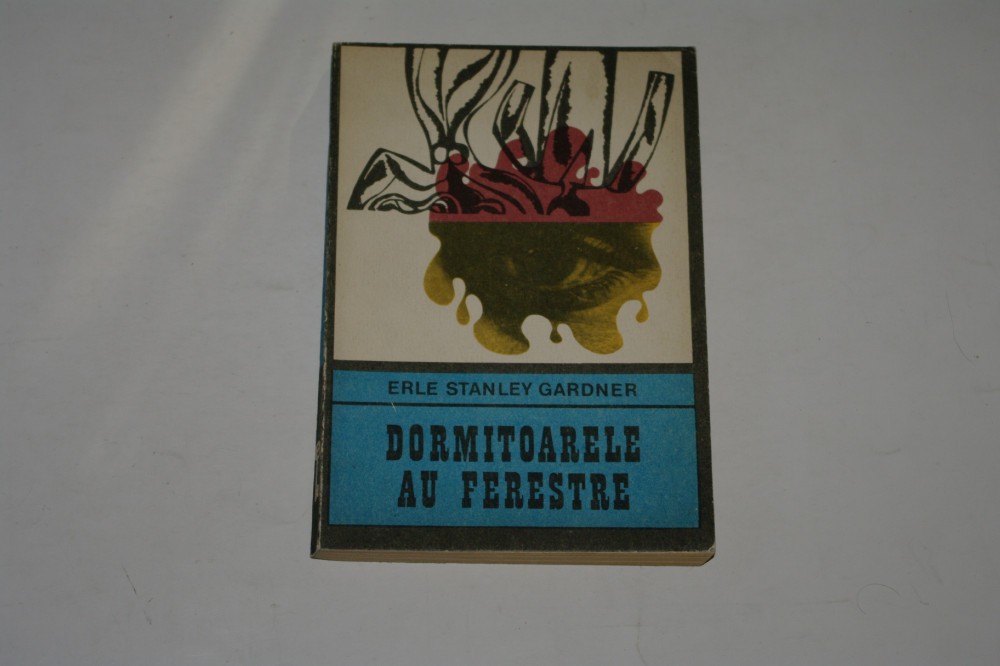 ERLE STANLEY GARDNER
DORMITOARELE
AU FERESTRE